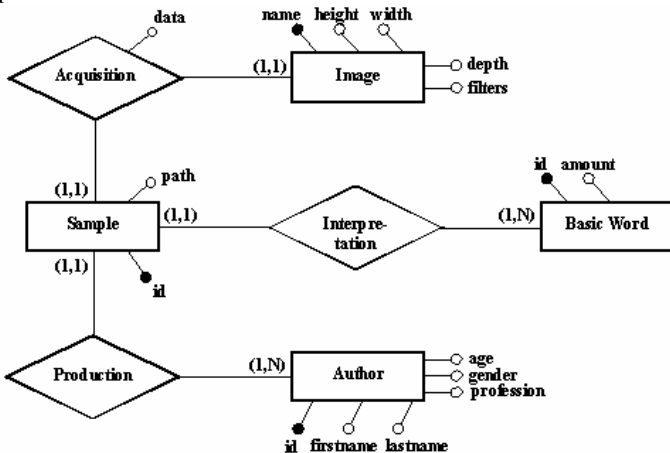 data
name height width
Acquisition
(1,1)
Image
depth
filters
(1,1)
path
id amount
Sample
(1,1)
Interpre-
tation
(1,N)
Basic Word
(1,1)
id
Production
(1,N)
Author
age
gender
profession
id firstname lastname